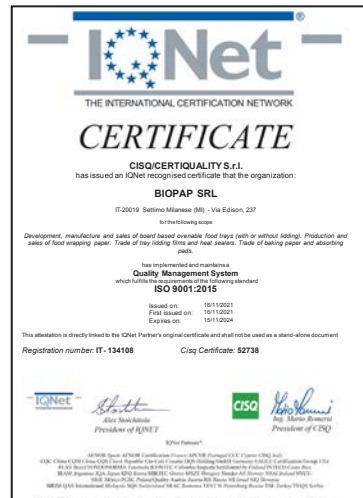 IQNet ®
THE INTERNATIONAL CERTIFICATION NETWORK
CERTIFICATE
CISQ/CERTIQUALITY S.r.l.
has issued an IQNet recognised certificate that the organization:
BIOPAP SRL
IT-20019 Settimo Milanese (MI) - Via Edison, 237
for the following scope
Development, manufacture and sales of board based ovenable food trays (with or without lidding). Production and
sales of food wrapping paper. Trade of tray lidding films and heat sealers. Trade of baking paper and absorbing
pads.
has implemented and maintains a
Quality Management System
which fulfills the requirements of the following standard
ISO 9001:2015
Issued on: 16/11/2021
First issued on: 16/11/2021
Expires on: 15/11/2024
This attestation is directly linked to the IQNet Partner's original certificate and shall not be used as a stand-alone document
Registration number: IT - 134108 Cisq Certificate: 52738
IQNet
CISQ
Alex Stoichitoiu
President of IQNET
Ing. Mario Romersi
President of CISQ
IQNet Partners*: